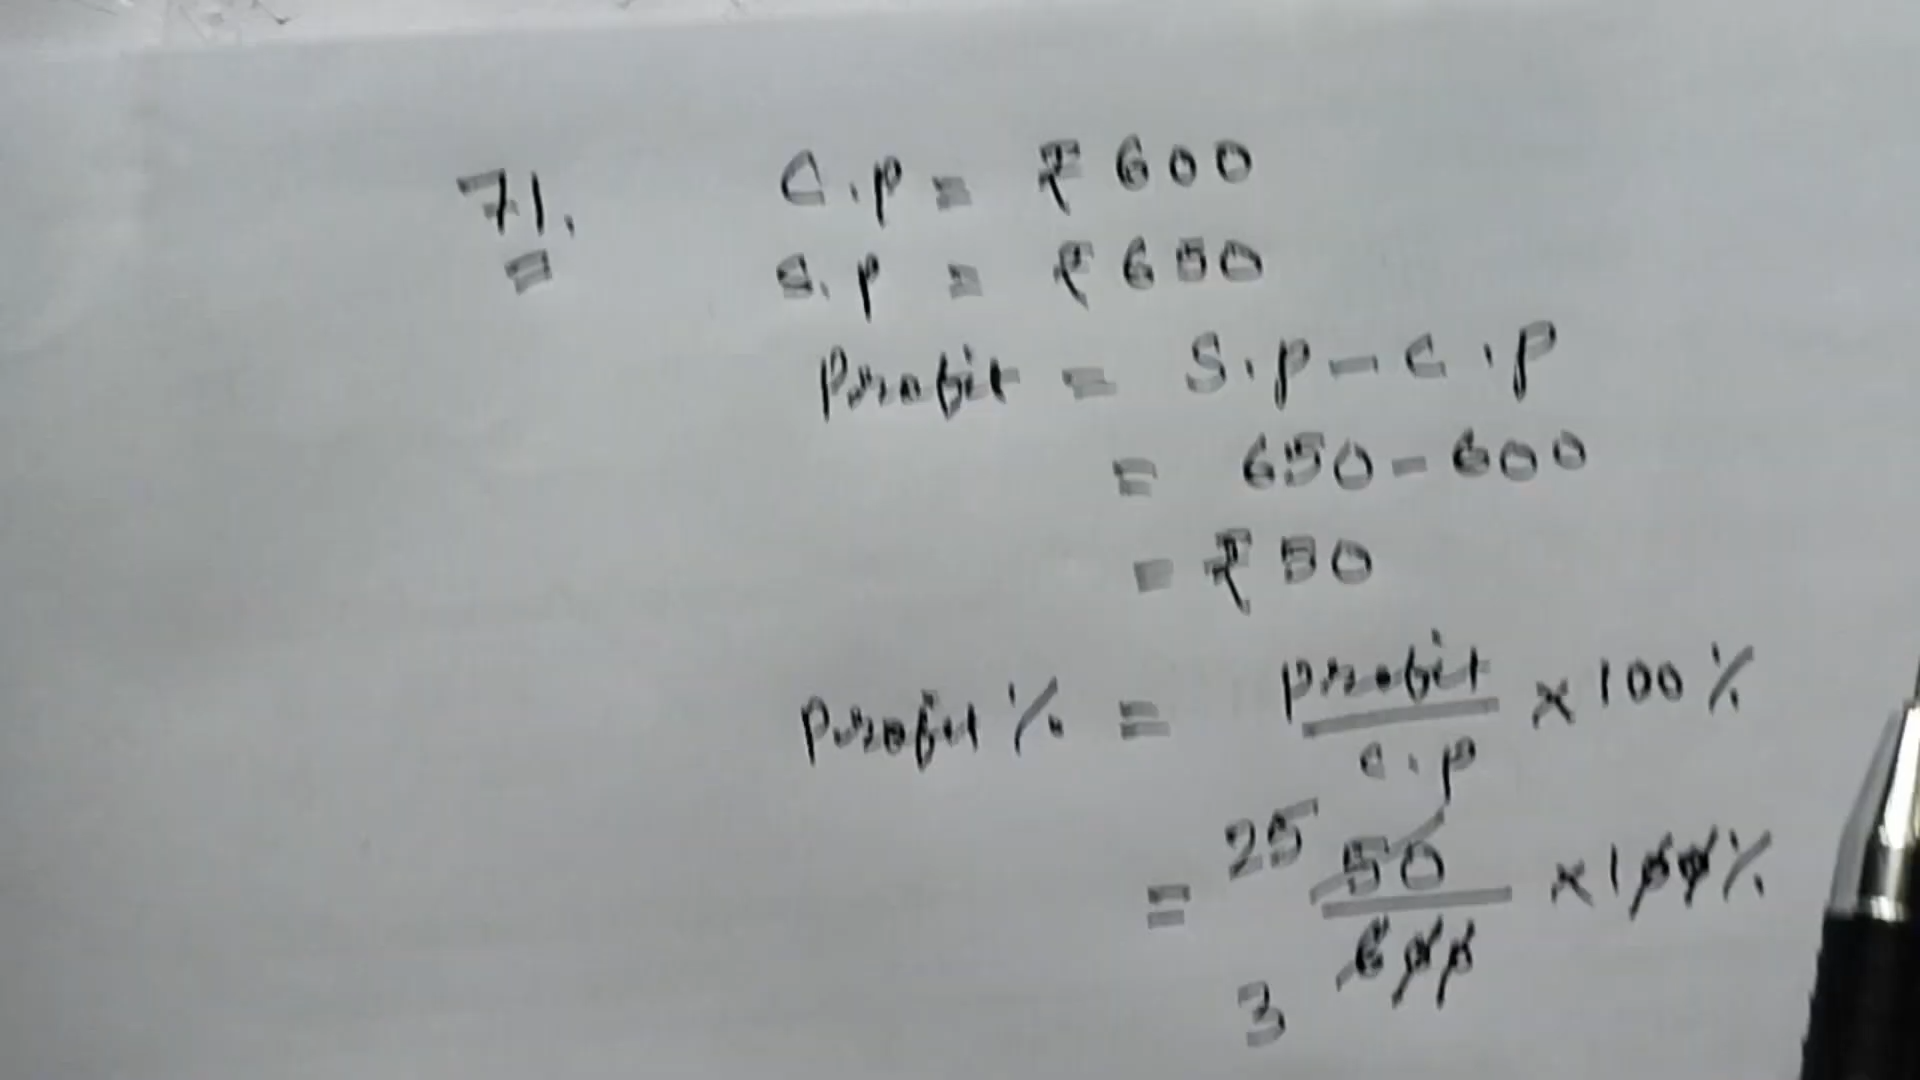 71. C.P = ₹ 600
S.P = ₹ 650
Profit = S.P - C.P
= 650 - 600
= ₹ 50
Profit % = Profit / C.P × 100 %
= 25 50 / 600 × 100 %
3